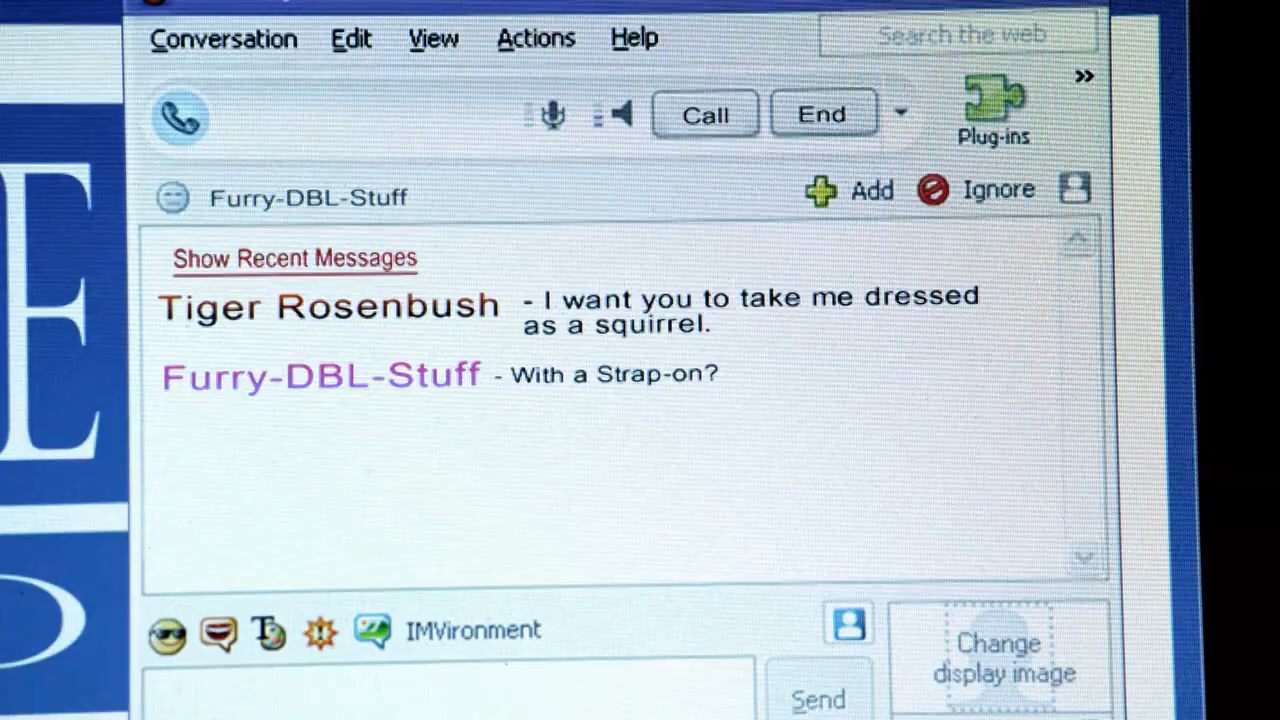 Conversation Edit View Actions Help Search the web
Call End Plug-ins
Furry-DBL-Stuff Add Ignore
Show Recent Messages
Tiger Rosenbush - I want you to take me dressed
as a squirrel.
Furry-DBL-Stuff - With a Strap-on?
IMVironment
Change
display image
Send
E